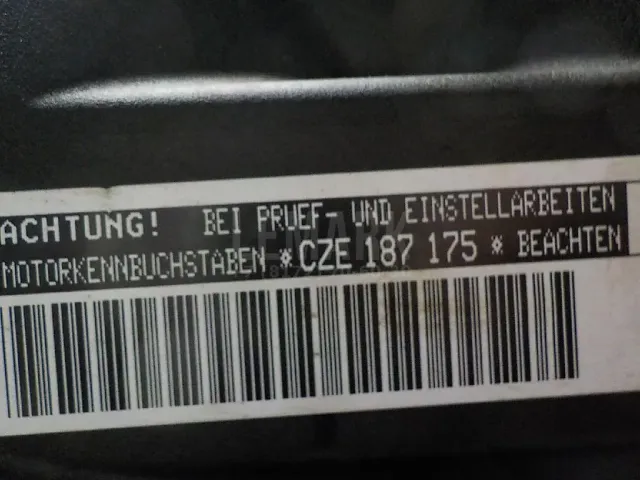 ACHTUNG! BEI PRUEF- UND EINSTELLARBEITEN
MOTORKENNBUCHSTABEN *CZE 187 175* BEACHTEN